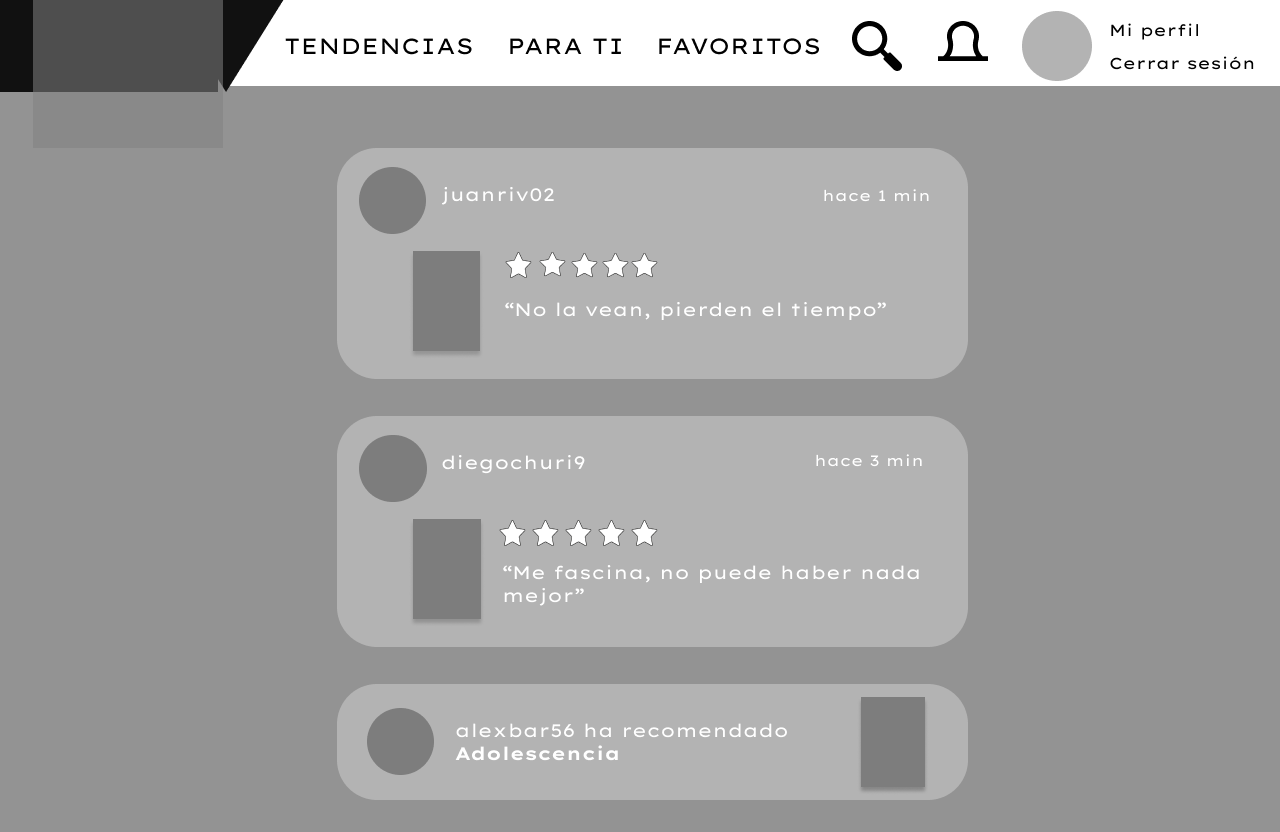 TENDENCIAS PARA TI FAVORITOS
Mi perfil
Cerrar sesión
juanriv02
hace 1 min
“No la vean, pierden el tiempo”
diegochuri9
hace 3 min
“Me fascina, no puede haber nada
mejor”
alexbar56 ha recomendado
Adolescencia